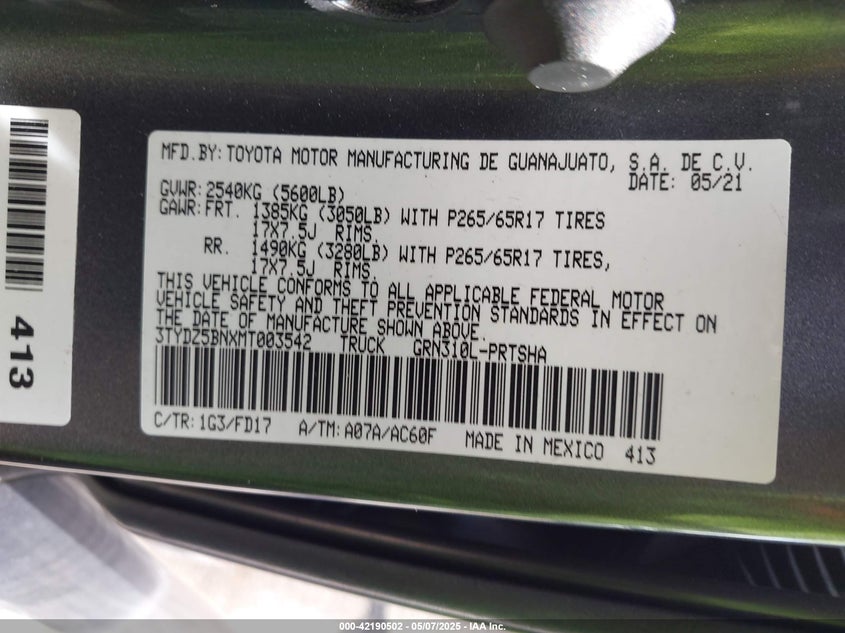 413
MFD.BY: TOYOTA MOTOR MANUFACTURING DE GUANAJUATO, S.A. DE C.V.
DATE: 05/21
GVWR: 2540KG (5600LB)
GAWR: FRT. 1385KG (3050LB) WITH P265/65R17 TIRES
17X7.5J RIMS.
RR. 1490KG (3280LB) WITH P265/65R17 TIRES,
17X7.5J RIMS.
THIS VEHICLE CONFORMS TO ALL APPLICABLE FEDERAL MOTOR
VEHICLE SAFETY AND THEFT PREVENTION STANDARDS IN EFFECT ON
THE DATE OF MANUFACTURE SHOWN ABOVE.
3TYDZ5BNXMT003542 TRUCK GRN310L-PRTSHA
C/TR: 1G3/FD17 A/TM: A07A/AC60F MADE IN MEXICO 413
000-42190502 - 05/07/2025 - IAA Inc.